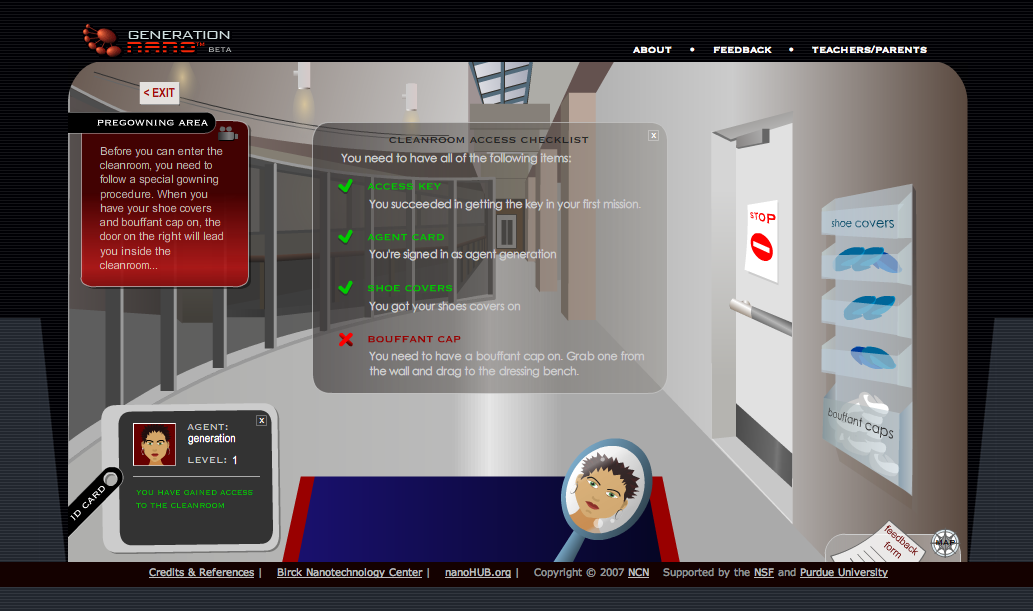 GENERATION
nano™ BETA
ABOUT • FEEDBACK • TEACHERS/PARENTS
< EXIT
PREGOWNING AREA
Before you can enter the
cleanroom, you need to
follow a special gowning
procedure. When you
have your shoe covers
and bouffant cap on, the
door on the right will lead
you inside the
cleanroom...
CLEANROOM ACCESS CHECKLIST
X
You need to have all of the following items:
ACCESS KEY
You succeeded in getting the key in your first mission.
AGENT CARD
You're signed in as agent generation
SHOE COVERS
You got your shoes covers on
BOUFFANT CAP
You need to have a bouffant cap on. Grab one from
the wall and drag to the dressing bench.
STOP
shoe covers
bouffant caps
X
AGENT:
generation
LEVEL: 1
YOU HAVE GAINED ACCESS
TO THE CLEANROOM
ID CARD
feedback
form
MAP
Credits & References | Birck Nanotechnology Center | nanoHUB.org | Copyright © 2007 NCN Supported by the NSF and Purdue University